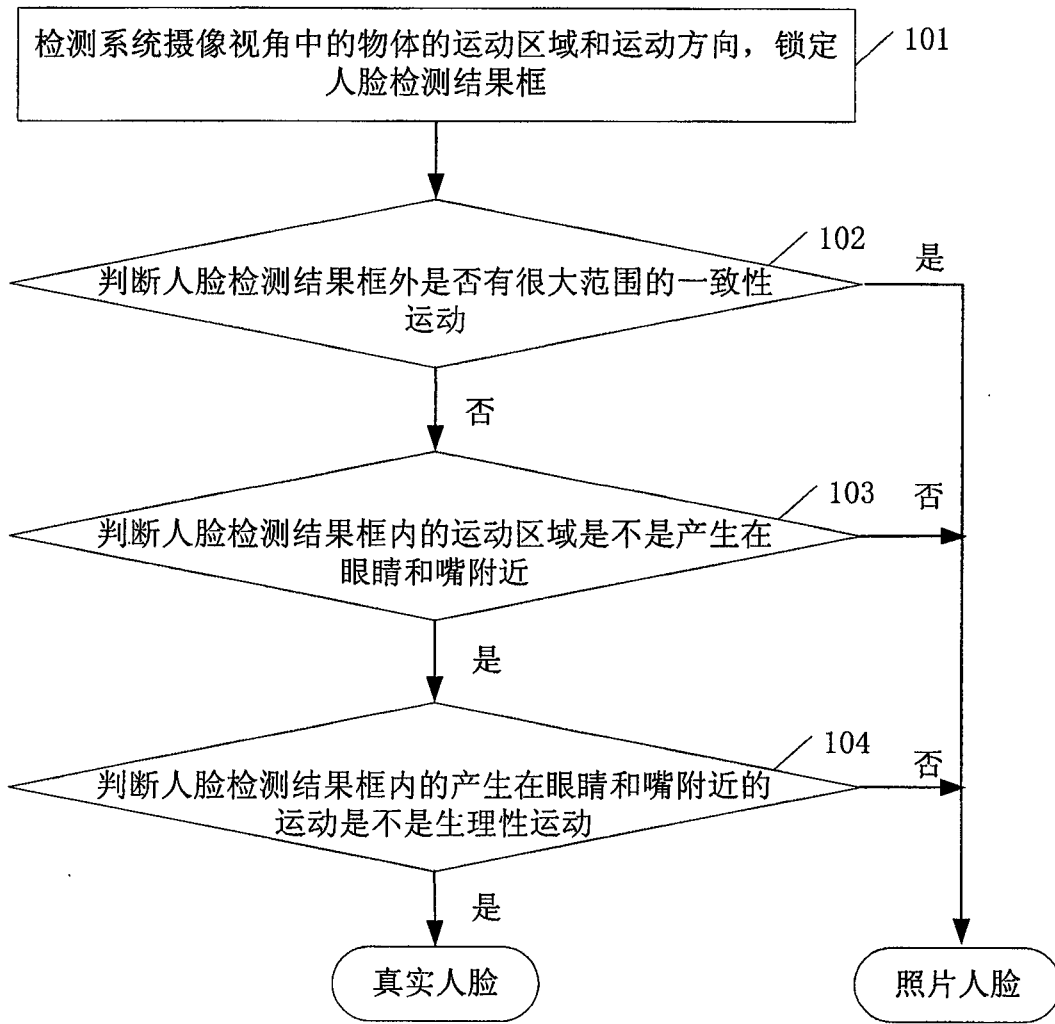 检测系统摄像视角中的物体的运动区域和运动方向，锁定
人脸检测结果框
101
102
是
判断人脸检测结果框外是否有很大范围的一致性
运动
否
103
否
判断人脸检测结果框内的运动区域是不是产生在
眼睛和嘴附近
是
104
否
判断人脸检测结果框内的产生在眼睛和嘴附近的
运动是不是生理性运动
是
真实人脸
照片人脸